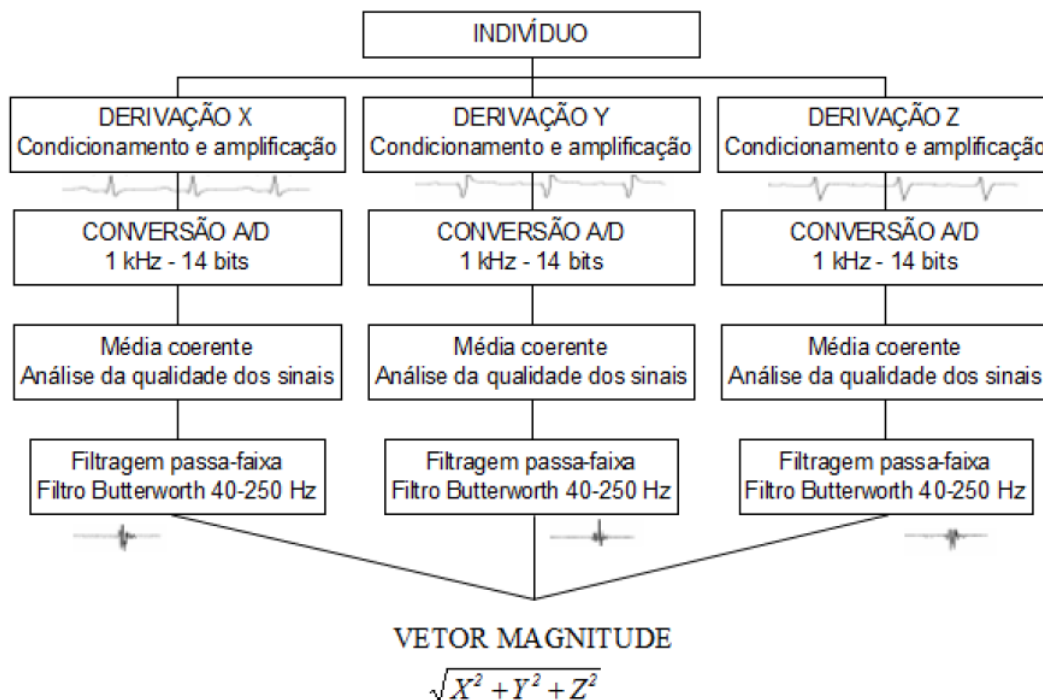 INDIVÍDUO
DERIVAÇÃO X
Condicionamento e amplificação
DERIVAÇÃO Y
Condicionamento e amplificação
DERIVAÇÃO Z
Condicionamento e amplificação
CONVERSÃO A/D
1 kHz - 14 bits
CONVERSÃO A/D
1 kHz - 14 bits
CONVERSÃO A/D
1 kHz - 14 bits
Média coerente
Análise da qualidade dos sinais
Média coerente
Análise da qualidade dos sinais
Média coerente
Análise da qualidade dos sinais
Filtragem passa-faixa
Filtro Butterworth 40-250 Hz
Filtragem passa-faixa
Filtro Butterworth 40-250 Hz
Filtragem passa-faixa
Filtro Butterworth 40-250 Hz
VETOR MAGNITUDE
√X² + Y² + Z²